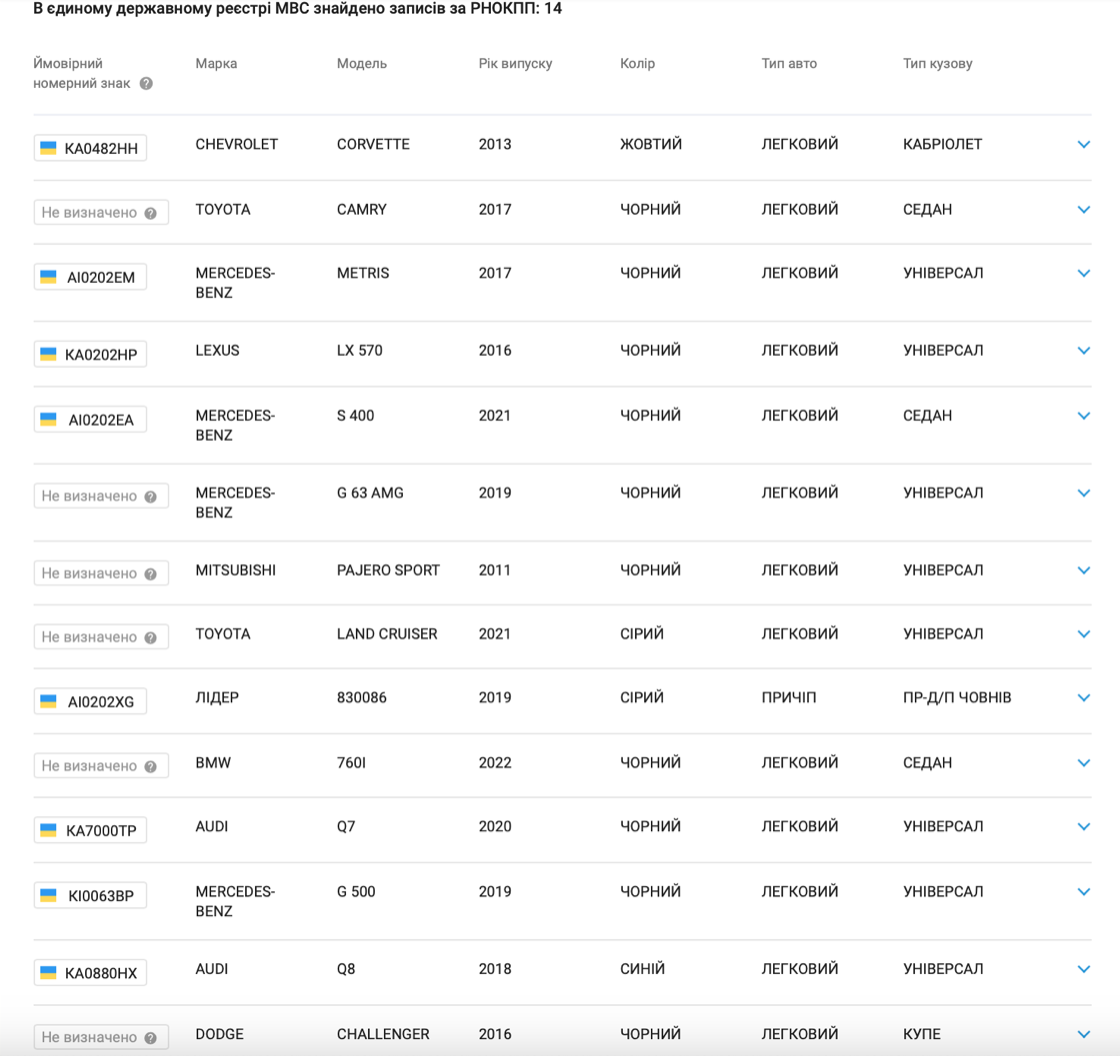 В єдиному державному реєстрі МВС знайдено записів за РНОКПП: 14
Ймовірний номерний знак Марка Модель Рік випуску Колір Тип авто Тип кузову
KA0482HH CHEVROLET CORVETTE 2013 ЖОВТИЙ ЛЕГКОВИЙ КАБРІОЛЕТ
Не визначено TOYOTA CAMRY 2017 ЧОРНИЙ ЛЕГКОВИЙ СЕДАН
AI0202EM MERCEDES-BENZ METRIS 2017 ЧОРНИЙ ЛЕГКОВИЙ УНІВЕРСАЛ
KA0202HP LEXUS LX 570 2016 ЧОРНИЙ ЛЕГКОВИЙ УНІВЕРСАЛ
AI0202EA MERCEDES-BENZ S 400 2021 ЧОРНИЙ ЛЕГКОВИЙ СЕДАН
Не визначено MERCEDES-BENZ G 63 AMG 2019 ЧОРНИЙ ЛЕГКОВИЙ УНІВЕРСАЛ
Не визначено MITSUBISHI PAJERO SPORT 2011 ЧОРНИЙ ЛЕГКОВИЙ УНІВЕРСАЛ
Не визначено TOYOTA LAND CRUISER 2021 СІРИЙ ЛЕГКОВИЙ УНІВЕРСАЛ
AI0202XG ЛІДЕР 830086 2019 СІРИЙ ПРИЧІП ПР-Д/П ЧОВНІВ
Не визначено BMW 760I 2022 ЧОРНИЙ ЛЕГКОВИЙ СЕДАН
KA7000TP AUDI Q7 2020 ЧОРНИЙ ЛЕГКОВИЙ УНІВЕРСАЛ
KI0063BP MERCEDES-BENZ G 500 2019 ЧОРНИЙ ЛЕГКОВИЙ УНІВЕРСАЛ
KA0880HX AUDI Q8 2018 СИНІЙ ЛЕГКОВИЙ УНІВЕРСАЛ
Не визначено DODGE CHALLENGER 2016 ЧОРНИЙ ЛЕГКОВИЙ КУПЕ